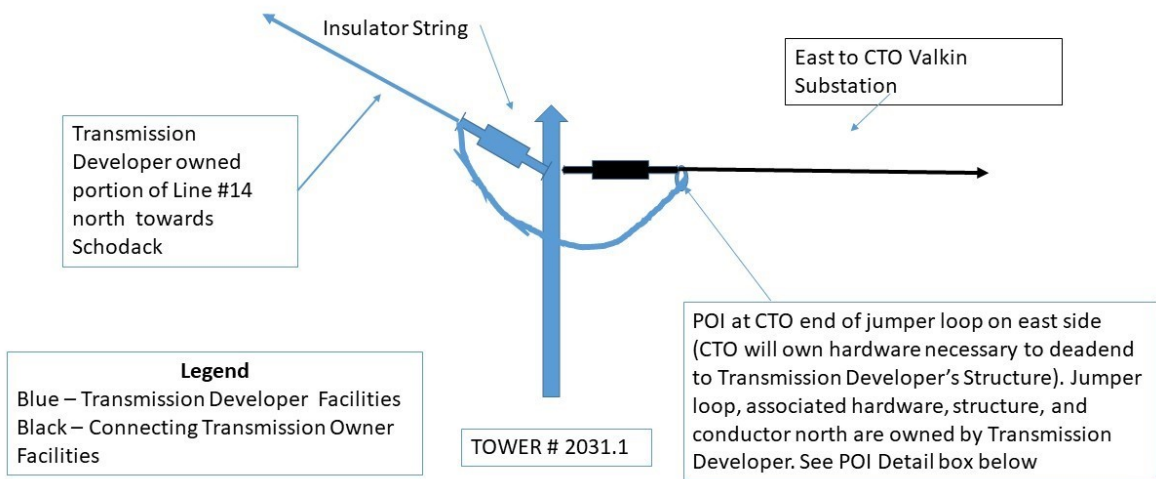 Insulator String
East to CTO Valkin
Substation
Transmission
Developer owned
portion of Line #14
north towards
Schodack
POI at CTO end of jumper loop on east side
(CTO will own hardware necessary to deadend
to Transmission Developer’s Structure). Jumper
loop, associated hardware, structure, and
conductor north are owned by Transmission
Developer. See POI Detail box below
Legend
Blue – Transmission Developer Facilities
Black – Connecting Transmission Owner
Facilities
TOWER # 2031.1